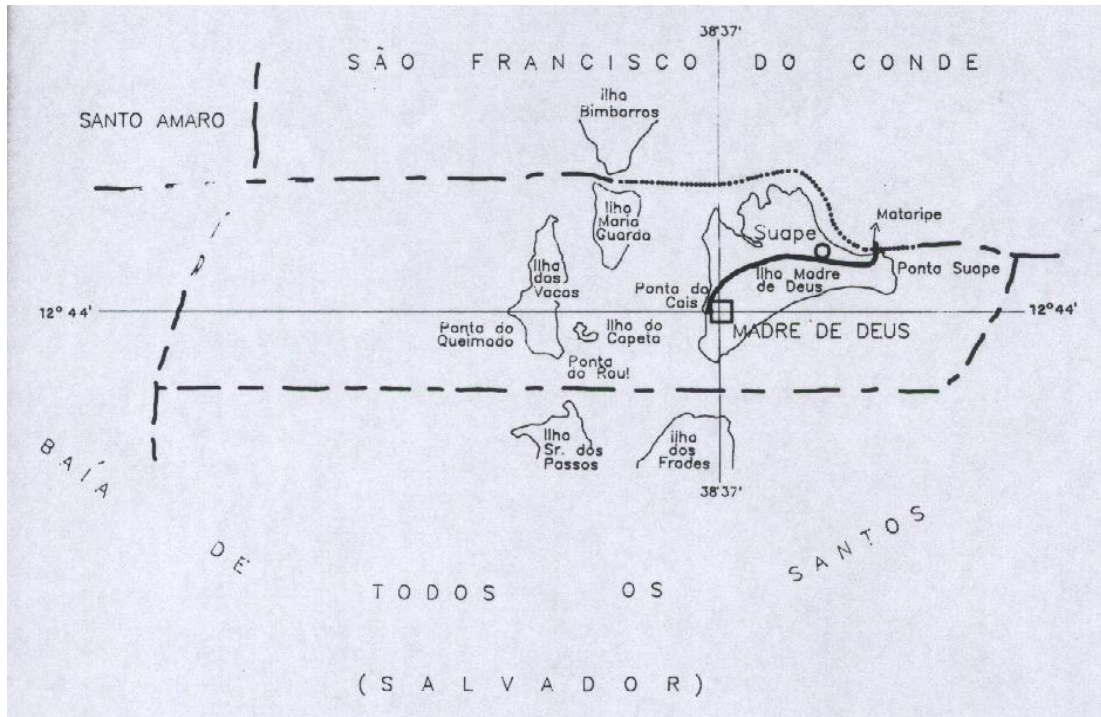 38°37'
SÃO FRANCISCO DO CONDE
SANTO AMARO
Ilha
Bimbarras
Ilha
Maria
Guarda
Mataripe
Suape
Ilha
das
Vacas
Ponta do
Cais
Ilha Madre
de Deus
Ponta Suape
12°44'
12°44'
Ponta do
Queimado
Ilha do
Capeta
MADRE DE DEUS
Ponta
do Raul
Ilha
Sr. dos
Passos
Ilha
dos
Frades
38°37'
BAÍA
DE
TODOS OS
SANTOS
(SALVADOR)